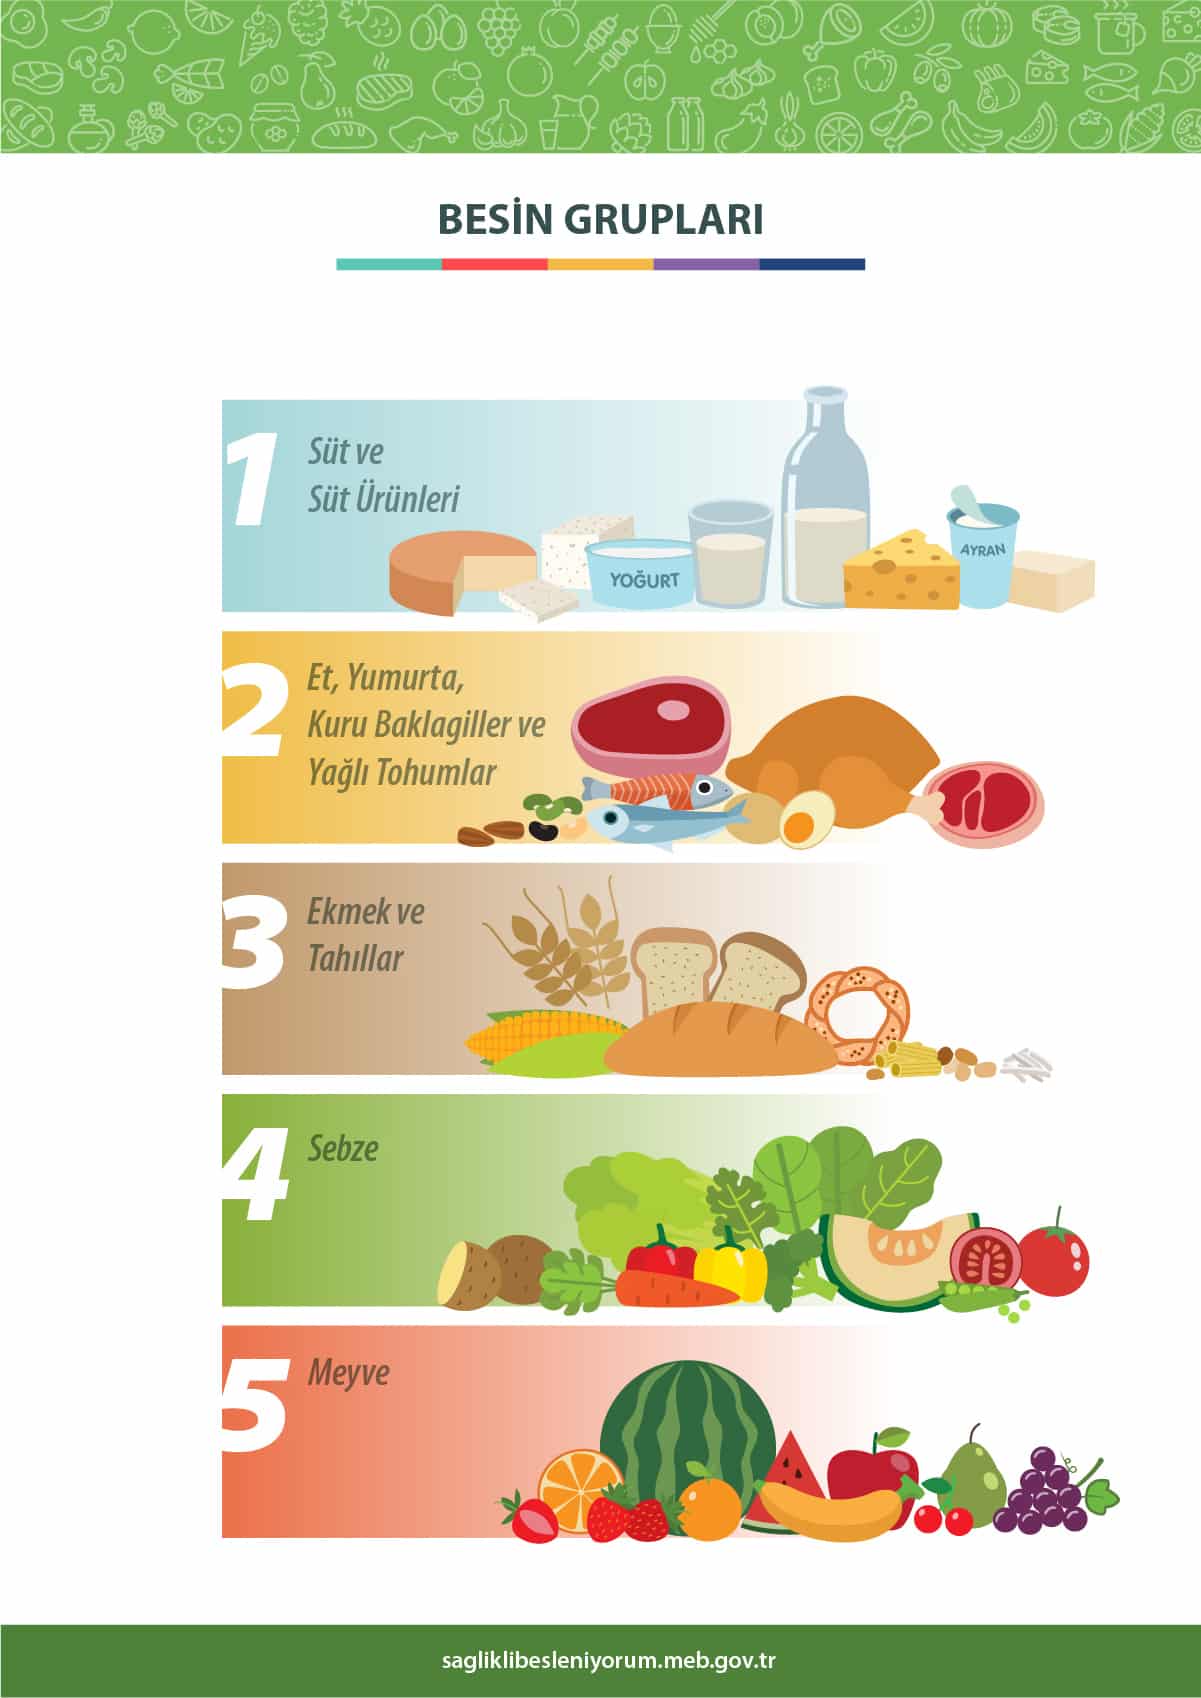 BESİN GRUPLARI
1
Süt ve
Süt Ürünleri
YOĞURT
AYRAN
2
Et, Yumurta,
Kuru Baklagiller ve
Yağlı Tohumlar
3
Ekmek ve
Tahıllar
4
Sebze
5
Meyve
sagliklibesleniyorum.meb.gov.tr